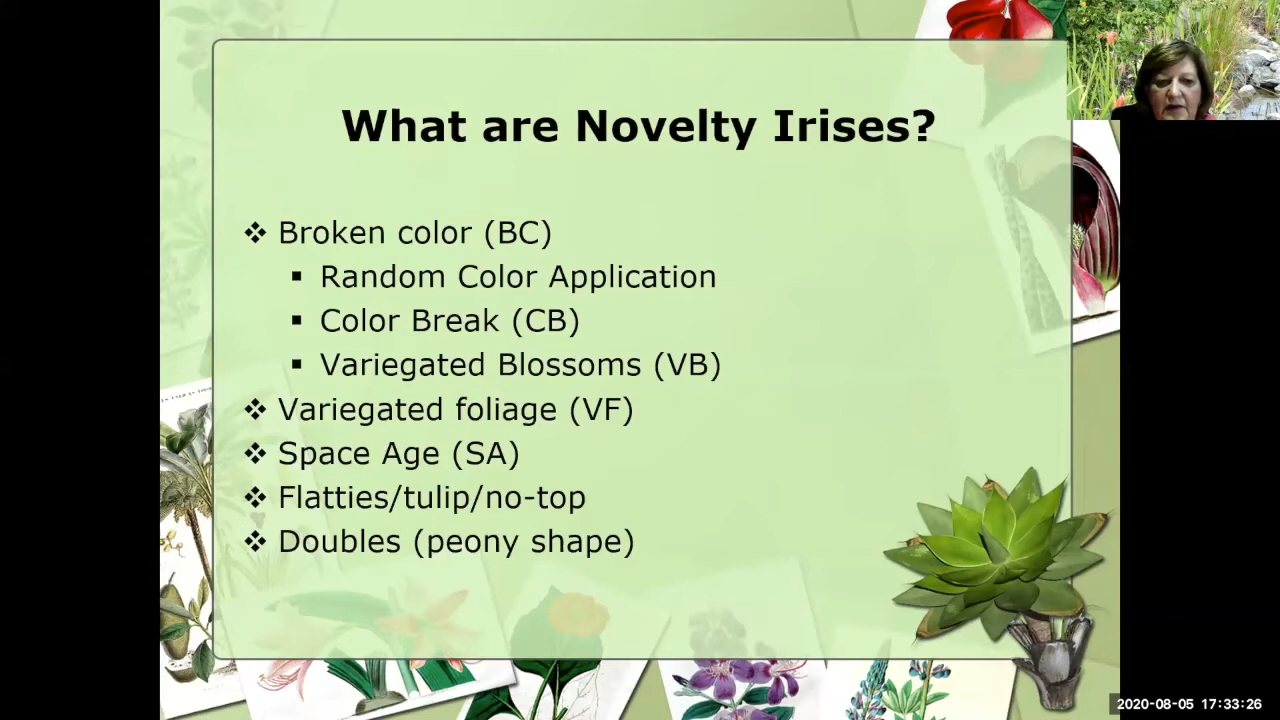 What are Novelty Irises?
❖ Broken color (BC)
▪ Random Color Application
▪ Color Break (CB)
▪ Variegated Blossoms (VB)
❖ Variegated foliage (VF)
❖ Space Age (SA)
❖ Flatties/tulip/no-top
❖ Doubles (peony shape)
2020-08-05 17:33:26